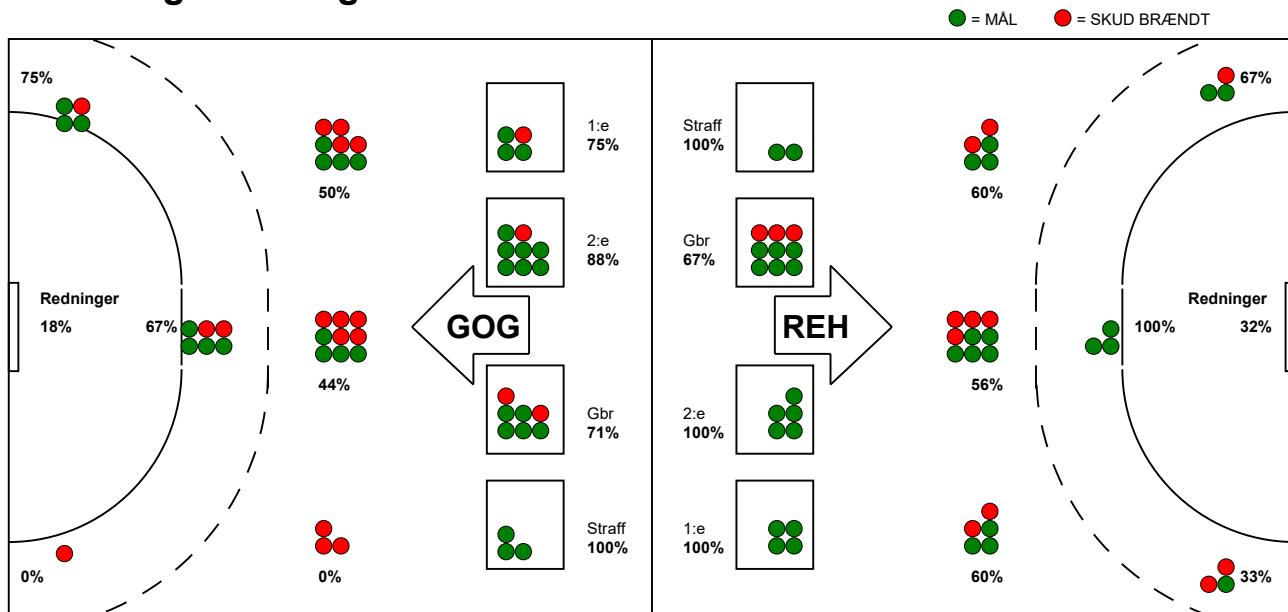 = MÅL = SKUD BRÆNDT
75%
67%
1:e
75%
Straff
100%
50%
60%
2:e
88%
Gbr
67%
Redninger
18%
67%
GOG
REH
100%
Redninger
32%
44%
56%
Gbr
71%
2:e
100%
Straff
100%
1:e
100%
0%
0%
60%
33%